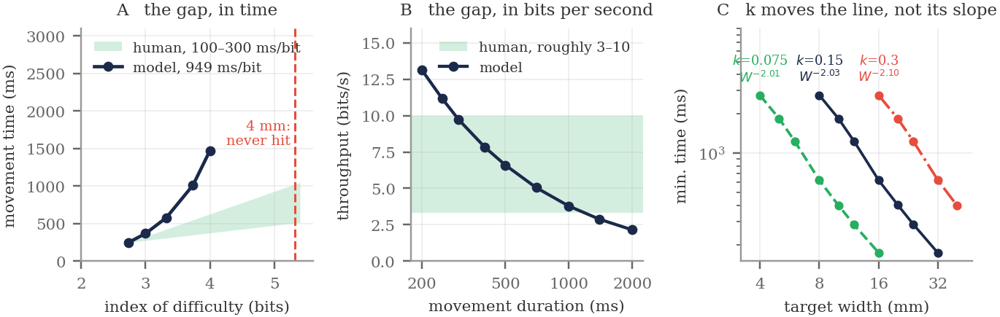 A the gap, in time
3000
2500
2000
1500
1000
500
0
2
3
4
5
movement time (ms)
index of difficulty (bits)
human, 100–300 ms/bit
model, 949 ms/bit
4 mm:
never hit
B the gap, in bits per second
15.0
12.5
10.0
7.5
5.0
2.5
0.0
200
500
1000
2000
throughput (bits/s)
movement duration (ms)
human, roughly 3–10
model
C k moves the line, not its slope
k=0.075 k=0.15 k=0.3
W^{-2.01} W^{-2.03} W^{-2.10}
10^3
4
8
16
32
min. time (ms)
target width (mm)